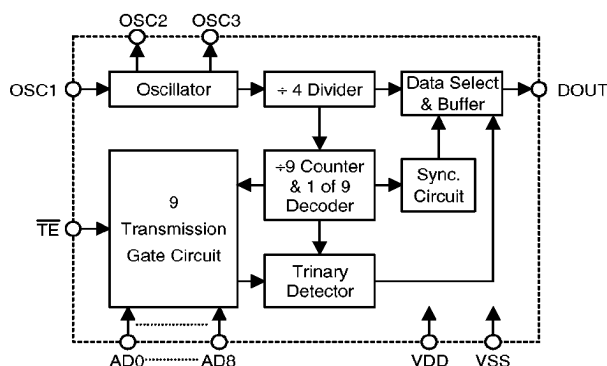 OSC2 OSC3
OSC1
Oscillator
÷ 4 Divider
Data Select
& Buffer
DOUT
9
Transmission
Gate Circuit
÷9 Counter
& 1 of 9
Decoder
Sync.
Circuit
TE
Trinary
Detector
AD0 AD8 VDD VSS